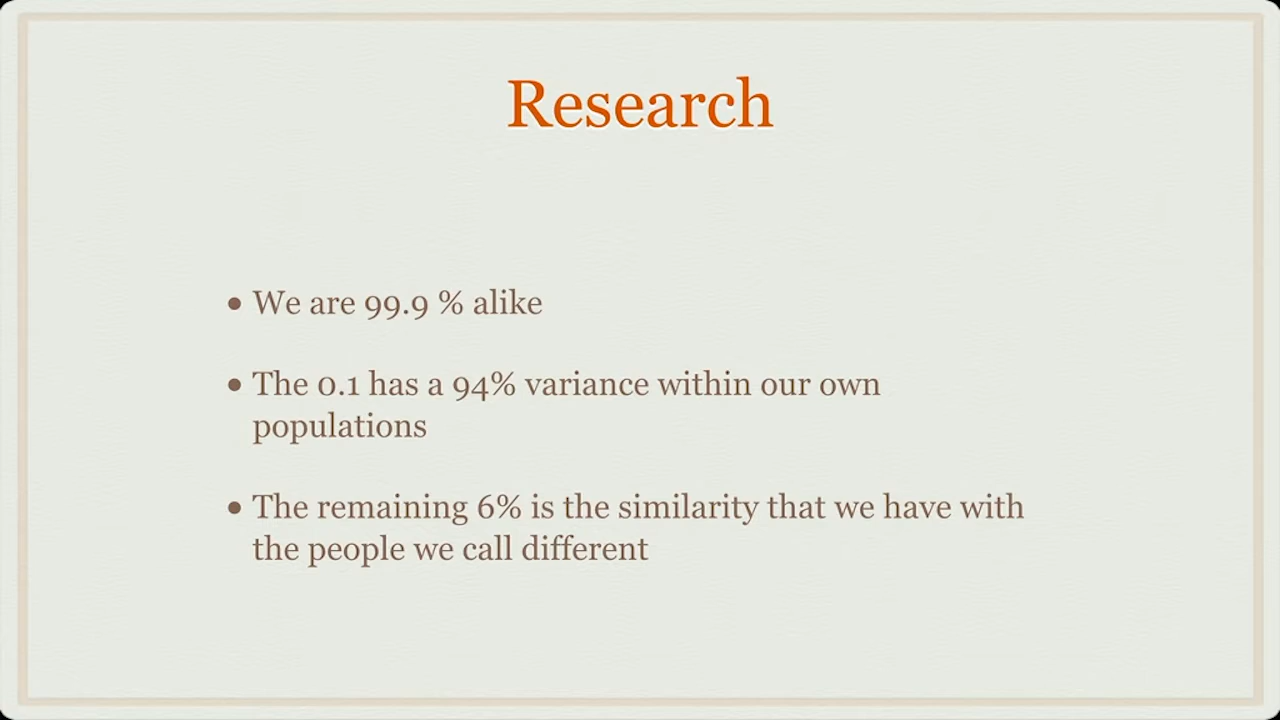 Research
• We are 99.9 % alike
• The 0.1 has a 94% variance within our own
populations
• The remaining 6% is the similarity that we have with
the people we call different